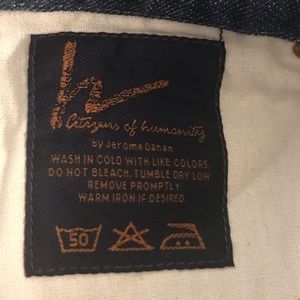 Citizens of humanity
by Jerome Dahan
WASH IN COLD WITH LIKE COLORS.
DO NOT BLEACH. TUMBLE DRY LOW.
REMOVE PROMPTLY.
WARM IRON IF DESIRED.
50